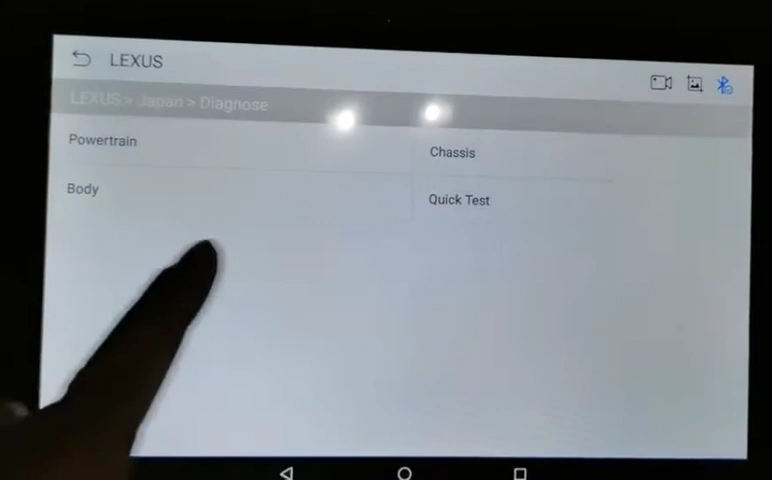 LEXUS
LEXUS > Japan > Diagnose
Powertrain
Chassis
Body
Quick Test